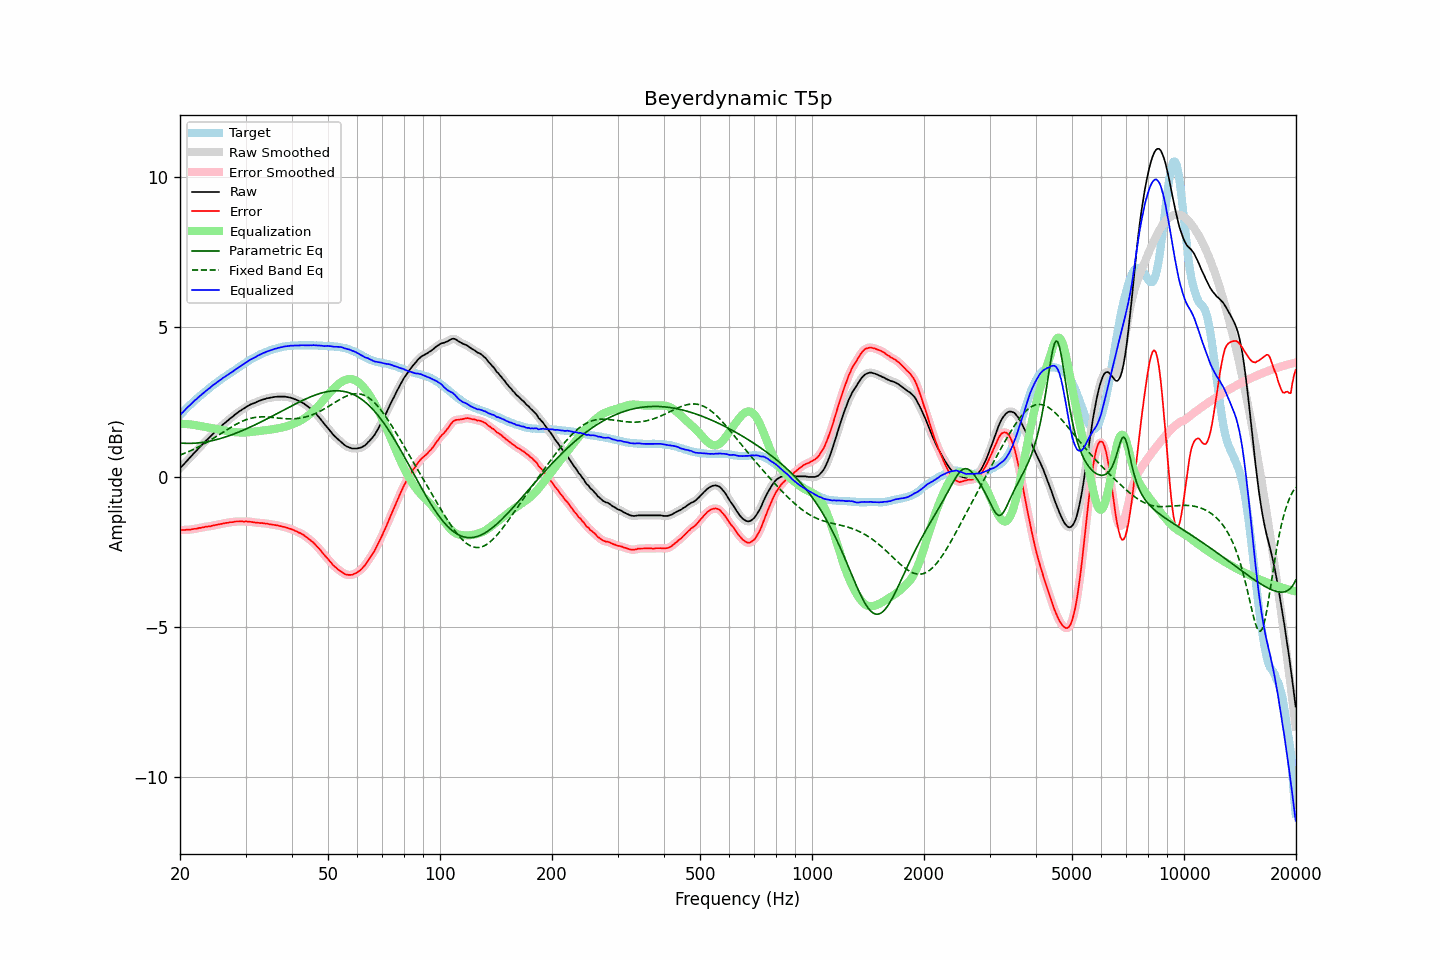 Beyerdynamic T5p
Target
Raw Smoothed
Error Smoothed
Raw
Error
Equalization
Parametric Eq
Fixed Band Eq
Equalized
10
5
0
−5
−10
Amplitude (dBr)
20 50 100 200 500 1000 2000 5000 10000 20000
Frequency (Hz)